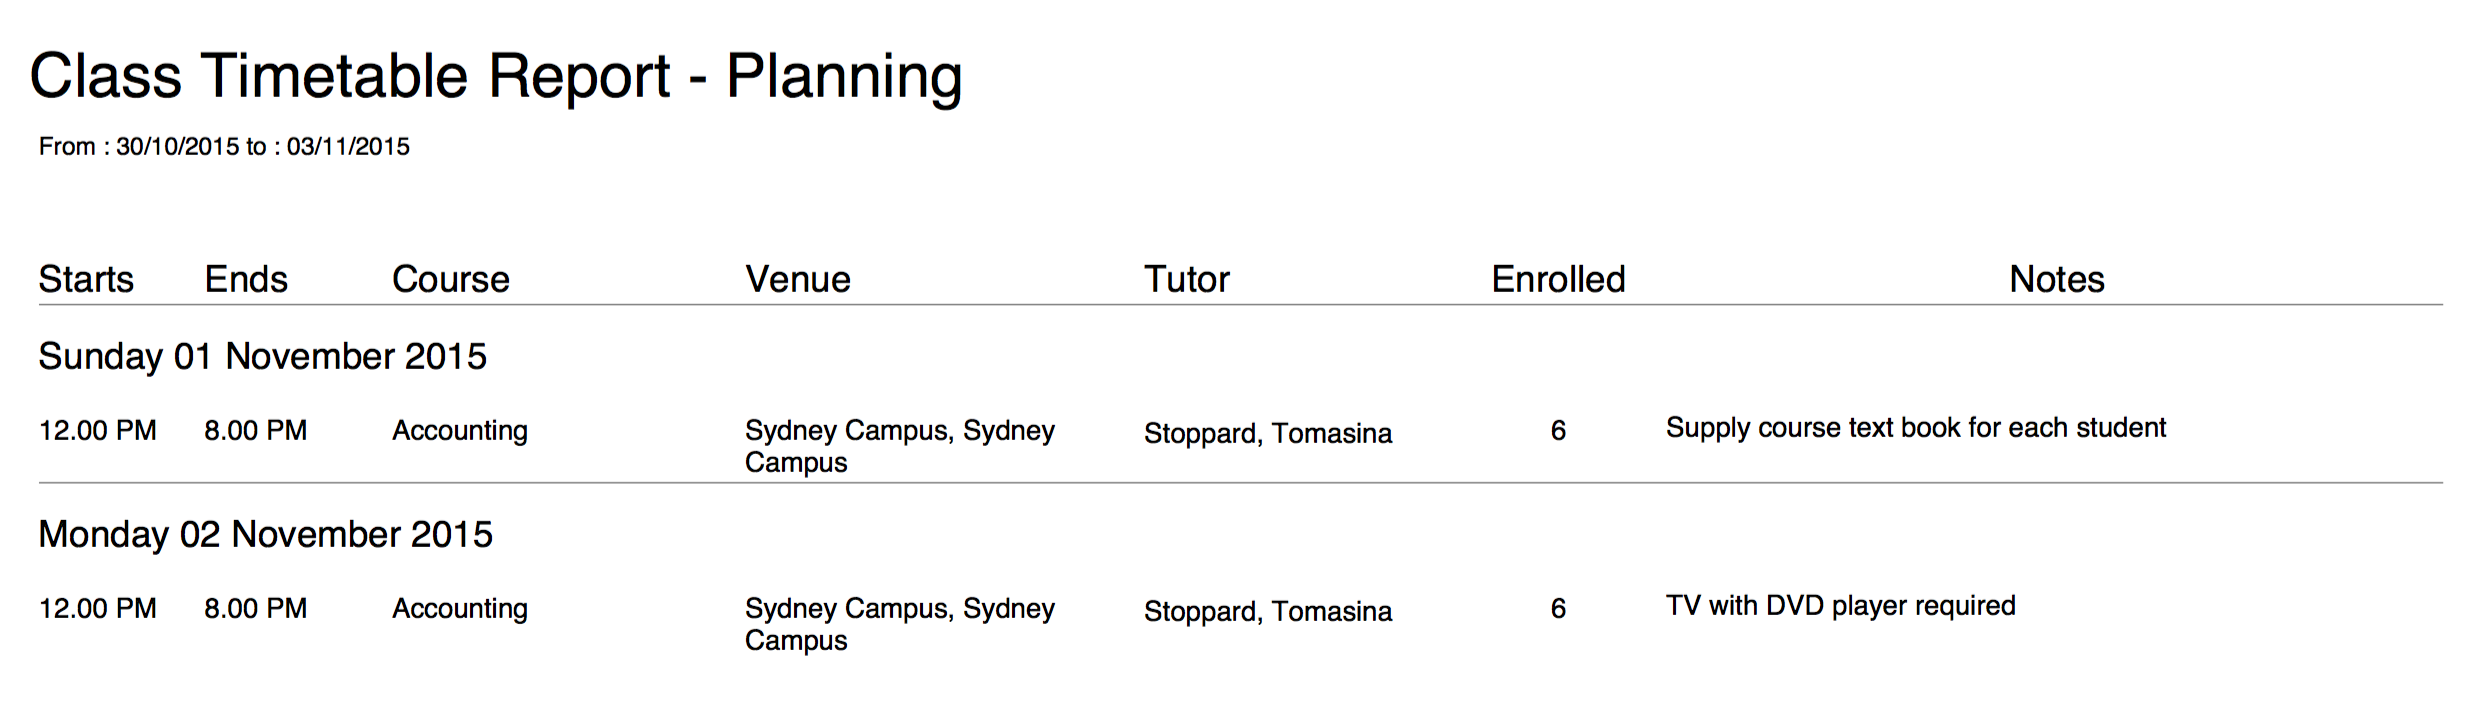 Class Timetable Report - Planning
From : 30/10/2015 to : 03/11/2015
Starts Ends Course Venue Tutor Enrolled Notes
Sunday 01 November 2015
12.00 PM 8.00 PM Accounting Sydney Campus, Sydney Stoppard, Tomasina 6 Supply course text book for each student
Campus
Monday 02 November 2015
12.00 PM 8.00 PM Accounting Sydney Campus, Sydney Stoppard, Tomasina 6 TV with DVD player required
Campus